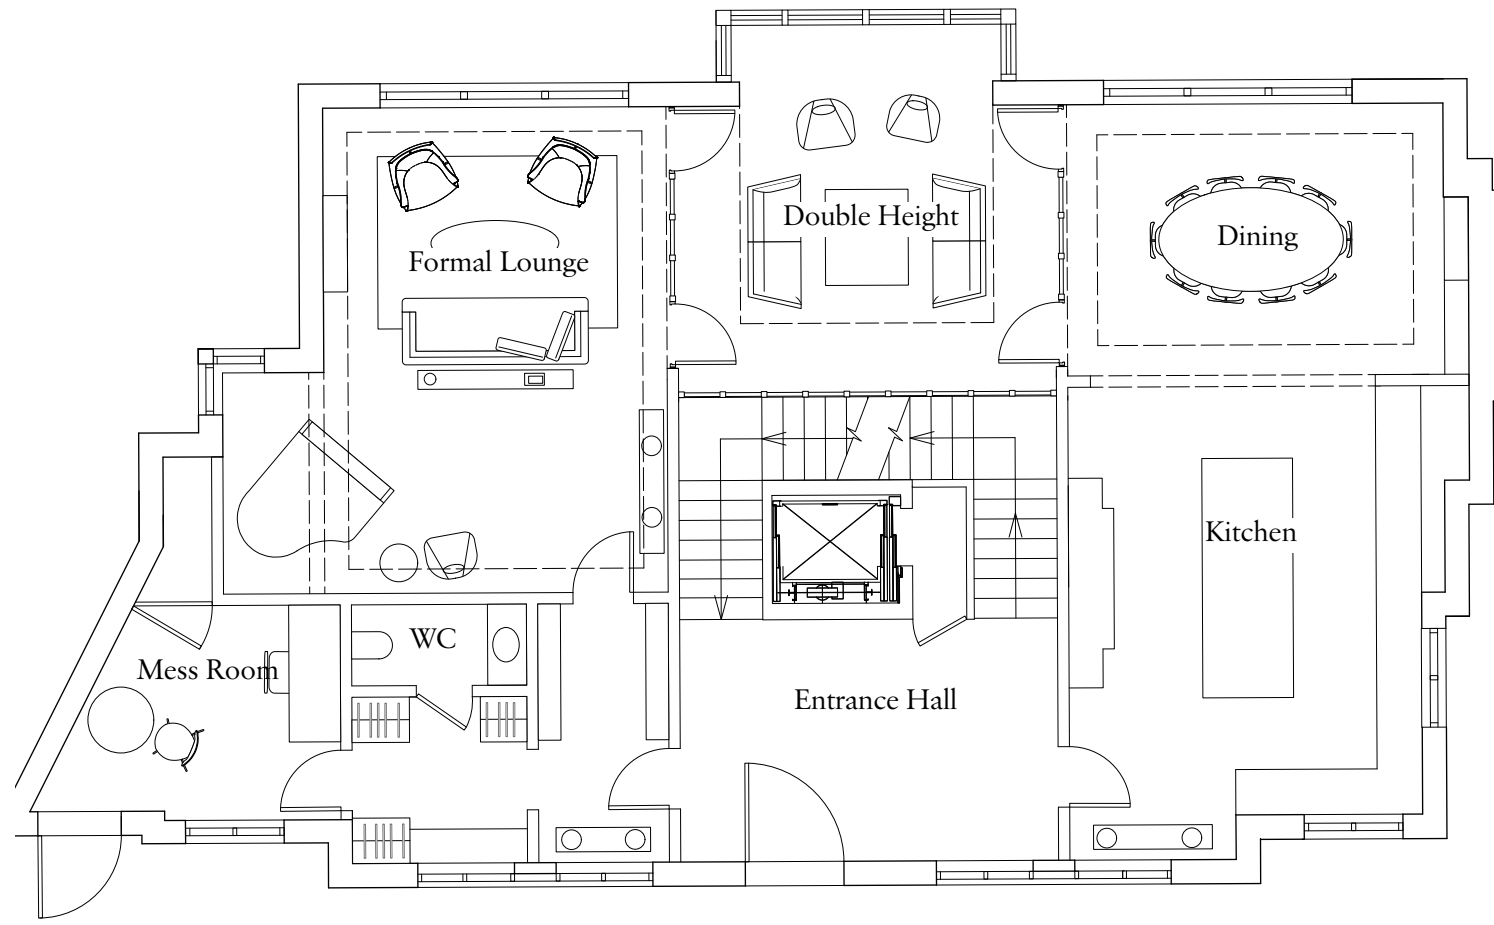 Double Height
Dining
Formal Lounge
Kitchen
WC
Mess Room
Entrance Hall